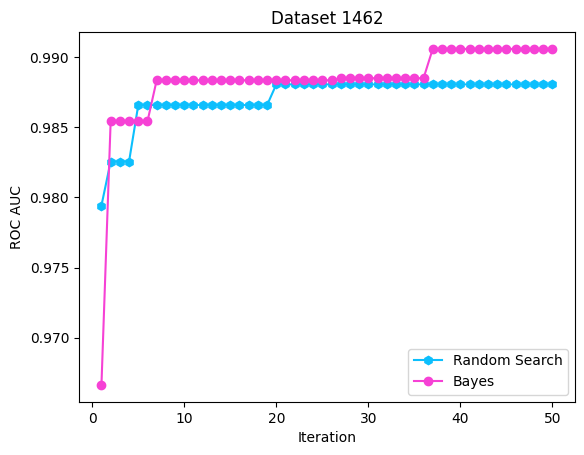 Dataset 1462
ROC AUC
0.990
0.985
0.980
0.975
0.970
0
10
20
30
40
50
Iteration
Random Search
Bayes